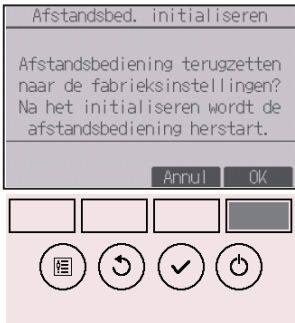 Afstandsbed. initialiseren
Afstandsbediening terugzetten
naar de fabrieksinstellingen?
Na het initialiseren wordt de
afstandsbediening herstart.
Annul OK